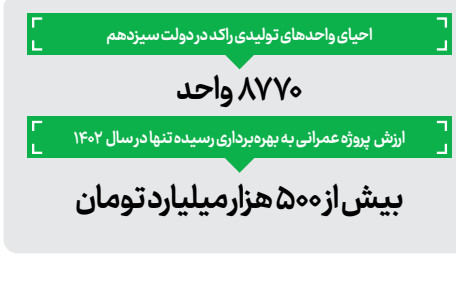 احیای واحدهای تولیدی راکد در دولت سیزدهم
۸۷۷۰ واحد
ارزش پروژه عمرانی به بهره‌برداری رسیده تنها در سال ۱۴۰۲
بیش از ۵۰۰ هزار میلیارد تومان